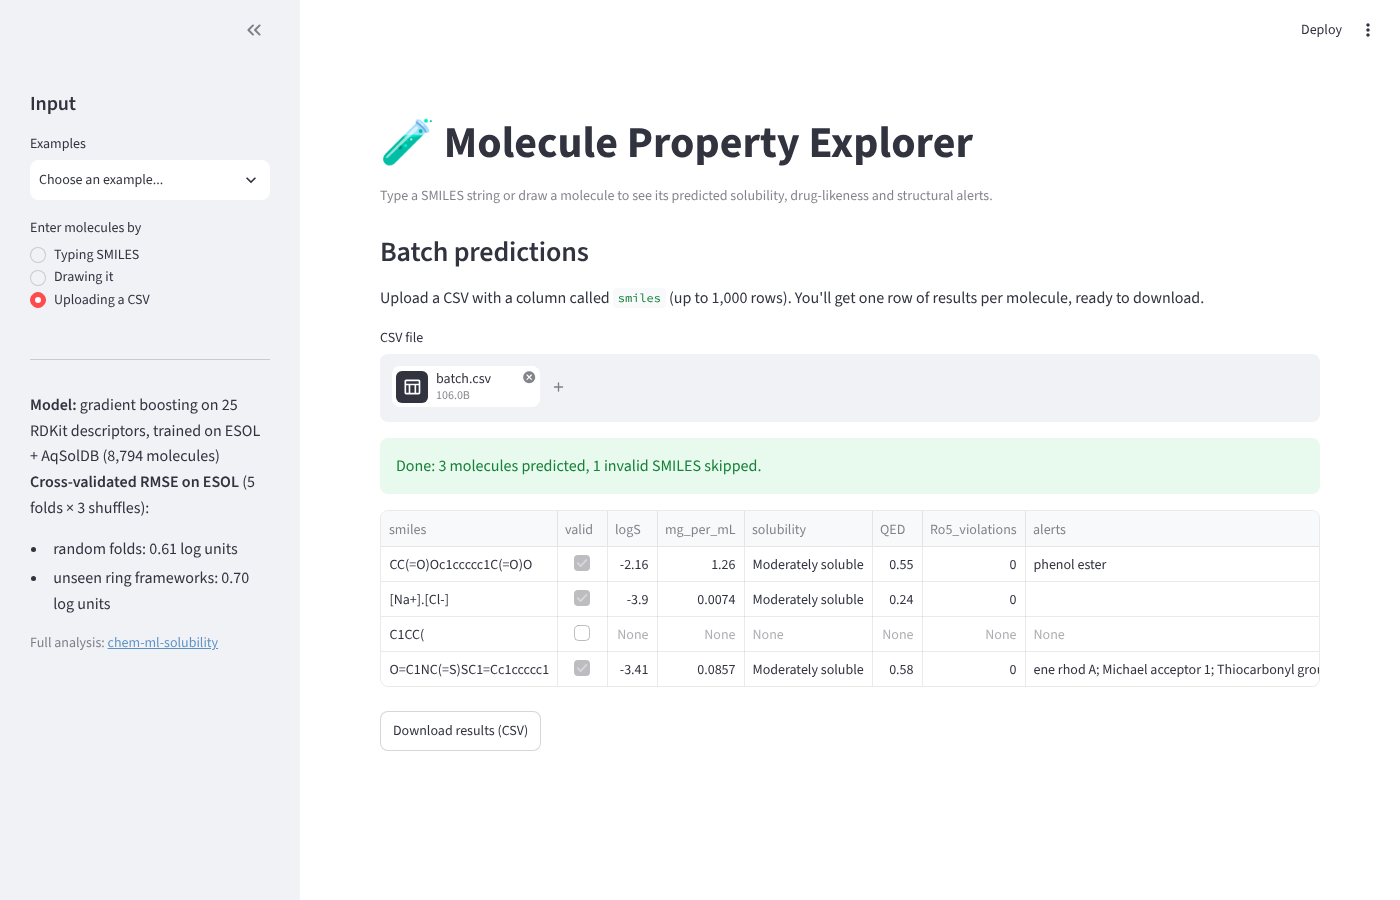 Deploy
Input
Examples
Choose an example...
Enter molecules by
Typing SMILES
Drawing it
Uploading a CSV
Model: gradient boosting on 25
RDKit descriptors, trained on ESOL
+ AqSolDB (8,794 molecules)
Cross-validated RMSE on ESOL (5
folds × 3 shuffles):
• random folds: 0.61 log units
• unseen ring frameworks: 0.70
log units
Full analysis: chem-ml-solubility
Molecule Property Explorer
Type a SMILES string or draw a molecule to see its predicted solubility, drug-likeness and structural alerts.
Batch predictions
Upload a CSV with a column called smiles (up to 1,000 rows). You'll get one row of results per molecule, ready to download.
CSV file
batch.csv
106.0B
Done: 3 molecules predicted, 1 invalid SMILES skipped.
smiles valid logS mg_per_mL solubility QED Ro5_violations alerts
CC(=O)Oc1ccccc1C(=O)O -2.16 1.26 Moderately soluble 0.55 0 phenol ester
[Na+].[Cl-] -3.9 0.0074 Moderately soluble 0.24 0
C1CC( None None None None None None
O=C1NC(=S)SC1=Cc1ccccc1 -3.41 0.0857 Moderately soluble 0.58 0 ene rhod A; Michael acceptor 1; Thiocarbonyl grou
Download results (CSV)